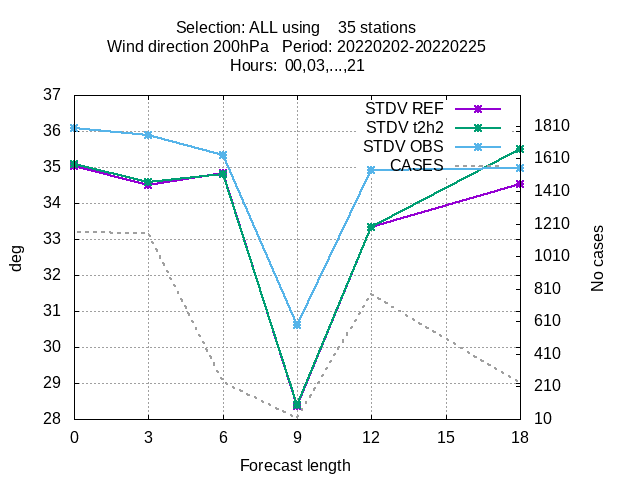 Selection: ALL using    35 stations
Wind direction 200hPa   Period: 20220202-20220225
Hours:  00,03,...,21
STDV REF
STDV t2h2
STDV OBS
CASES
37
36
35
34
33
32
31
30
29
28
deg
1810
1610
1410
1210
1010
810
610
410
210
10
No cases
0 3 6 9 12 15 18
Forecast length